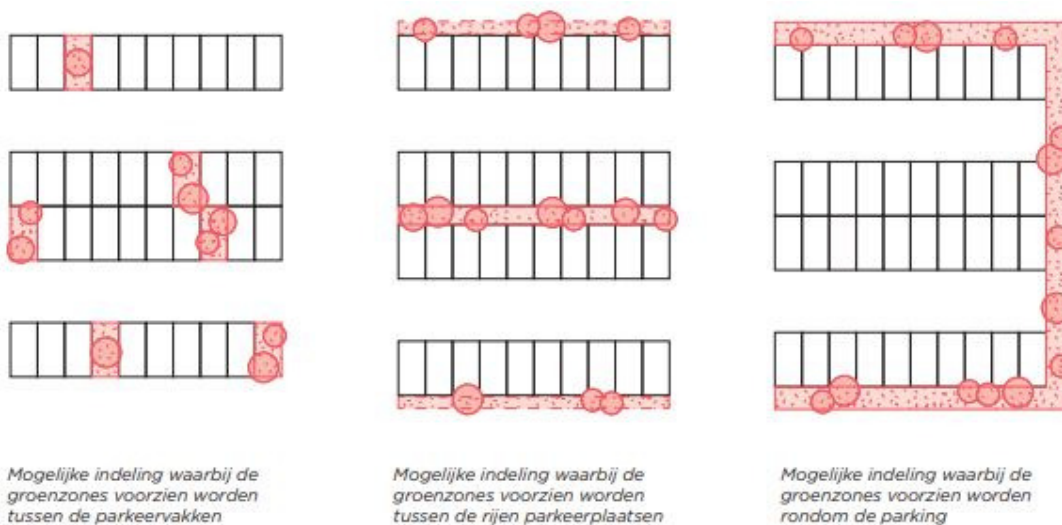 Mogelijke indeling waarbij de
groenzones voorzien worden
tussen de parkeervakken
Mogelijke indeling waarbij de
groenzones voorzien worden
tussen de rijen parkeerplaatsen
Mogelijke indeling waarbij de
groenzones voorzien worden
rondom de parking